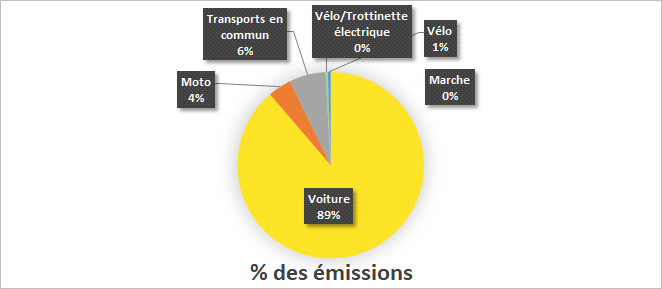 Transports en
commun
6%
Vélo/Trottinette
électrique
0%
Vélo
1%
Moto
4%
Marche
0%
Voiture
89%
% des émissions